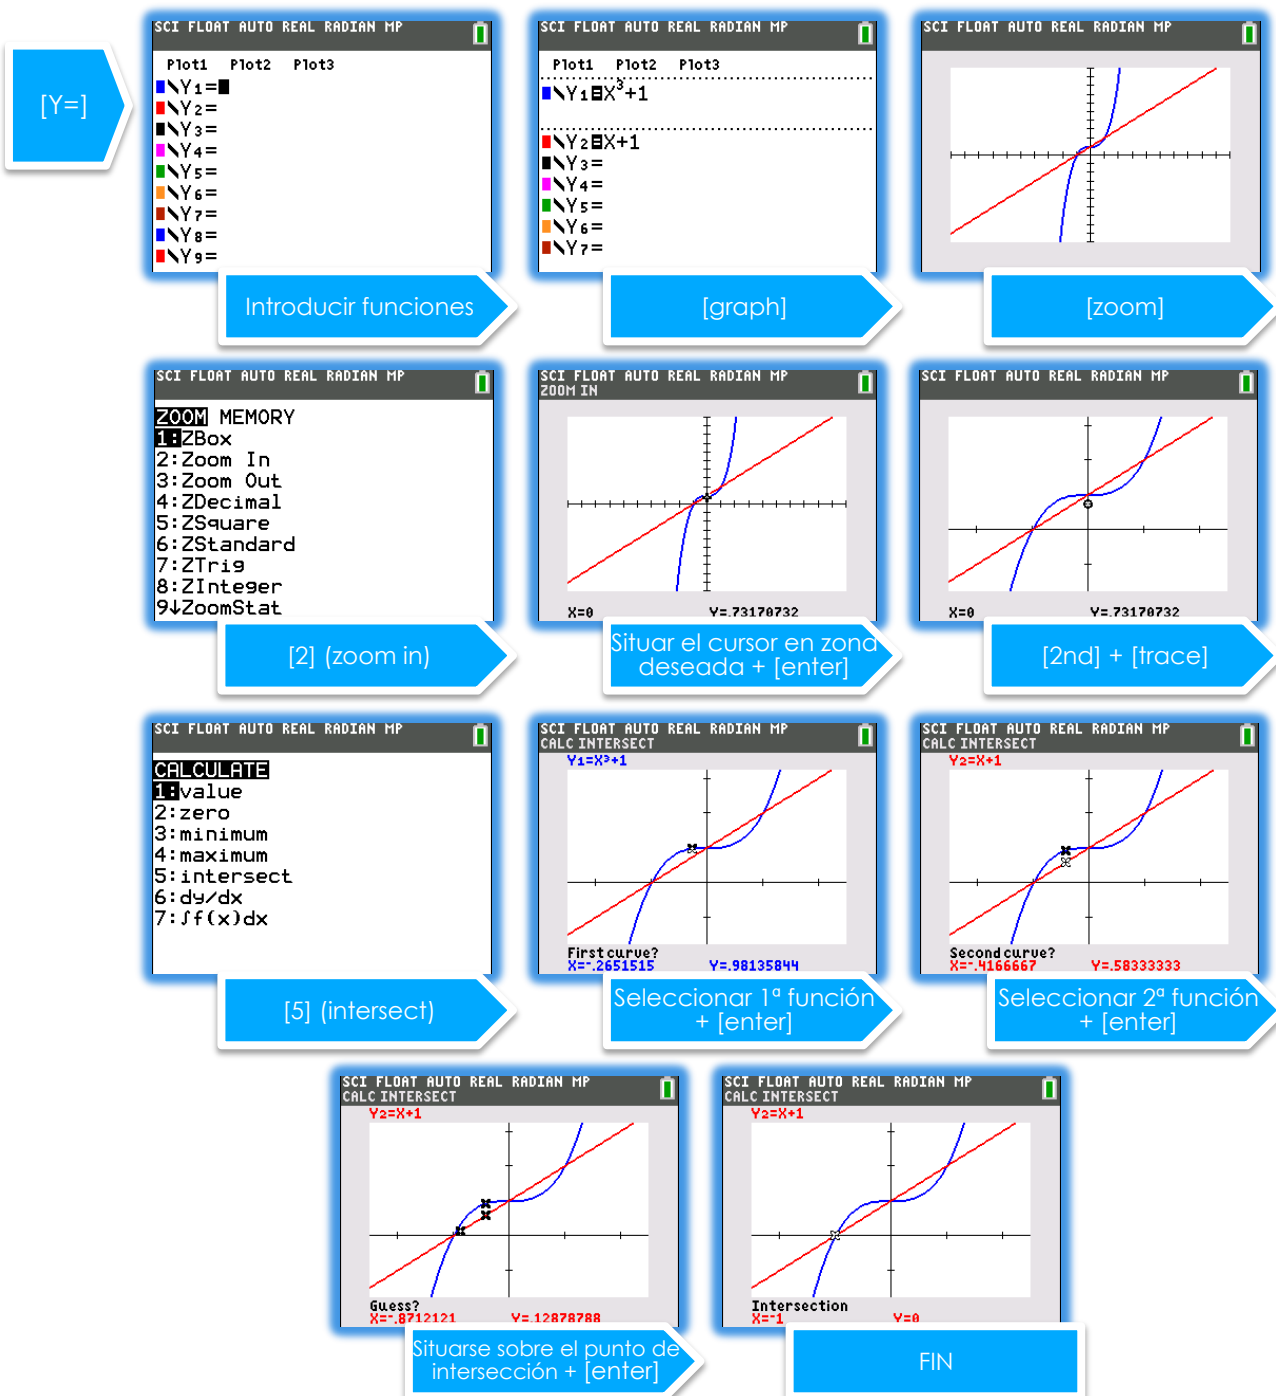 [Y=]
SCI FLOAT AUTO REAL RADIAN MP
Plot1 Plot2 Plot3
\Y1=
\Y2=
\Y3=
\Y4=
\Y5=
\Y6=
\Y7=
\Y8=
\Y9=
Introducir funciones
SCI FLOAT AUTO REAL RADIAN MP
Plot1 Plot2 Plot3
\Y1=X³+1
\Y2=X+1
\Y3=
\Y4=
\Y5=
\Y6=
\Y7=
[graph]
SCI FLOAT AUTO REAL RADIAN MP
[zoom]
SCI FLOAT AUTO REAL RADIAN MP
ZOOM MEMORY
1:ZBox
2:Zoom In
3:Zoom Out
4:ZDecimal
5:ZSquare
6:ZStandard
7:ZTrig
8:ZInteger
9↓ZoomStat
[2] (zoom in)
SCI FLOAT AUTO REAL RADIAN MP
ZOOM IN
X=0 Y=.73170732
Situar el cursor en zona
deseada + [enter]
SCI FLOAT AUTO REAL RADIAN MP
X=0 Y=.73170732
[2nd] + [trace]
SCI FLOAT AUTO REAL RADIAN MP
CALCULATE
1:value
2:zero
3:minimum
4:maximum
5:intersect
6:dy/dx
7:∫f(x)dx
[5] (intersect)
SCI FLOAT AUTO REAL RADIAN MP
CALC INTERSECT
Y1=X³+1
First curve?
X=-.2651515 Y=.98135844
Seleccionar 1ª función
+ [enter]
SCI FLOAT AUTO REAL RADIAN MP
CALC INTERSECT
Y2=X+1
Second curve?
X=-.4166667 Y=.58333333
Seleccionar 2ª función
+ [enter]
SCI FLOAT AUTO REAL RADIAN MP
CALC INTERSECT
Y2=X+1
Guess?
X=-.8712121 Y=.12878788
Situarse sobre el punto de
intersección + [enter]
SCI FLOAT AUTO REAL RADIAN MP
CALC INTERSECT
Y2=X+1
Intersection
X=-1 Y=0
FIN